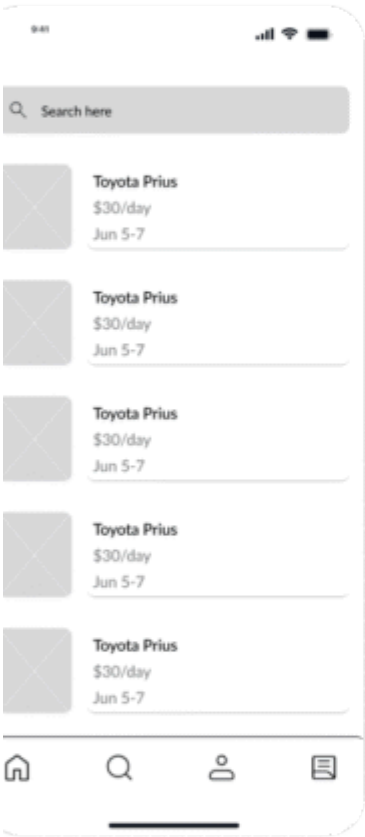 9:41
Search here
Toyota Prius
$30/day
Jun 5-7
Toyota Prius
$30/day
Jun 5-7
Toyota Prius
$30/day
Jun 5-7
Toyota Prius
$30/day
Jun 5-7
Toyota Prius
$30/day
Jun 5-7